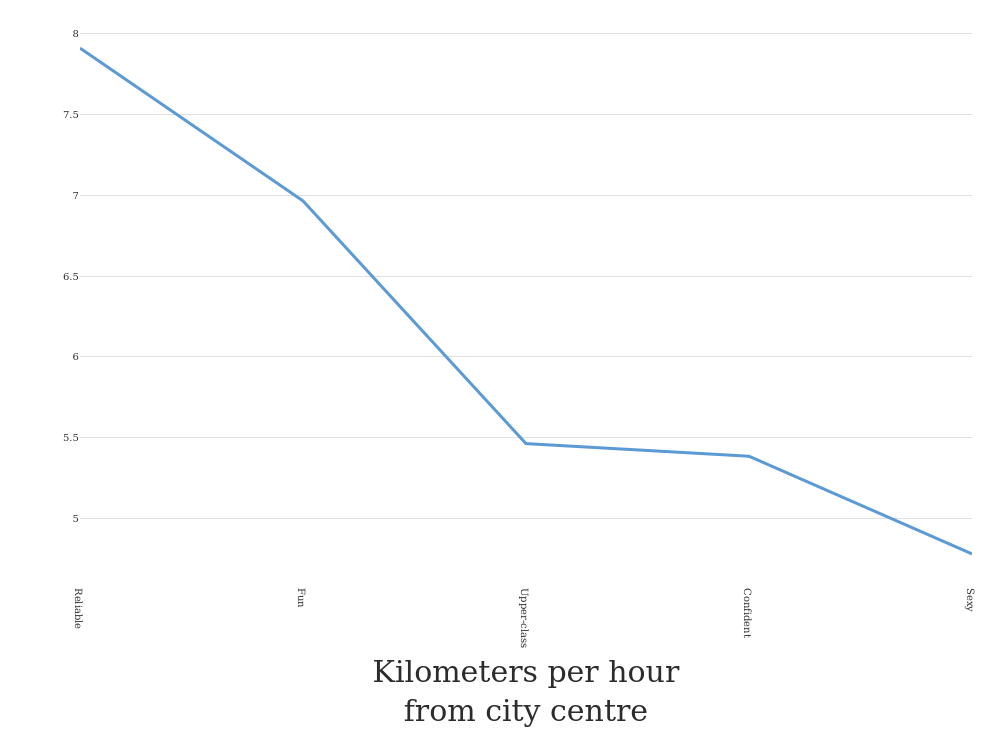 8
7.5
7
6.5
6
5.5
5
Reliable
Fun
Upper-class
Confident
Sexy
Kilometers per hour
from city centre